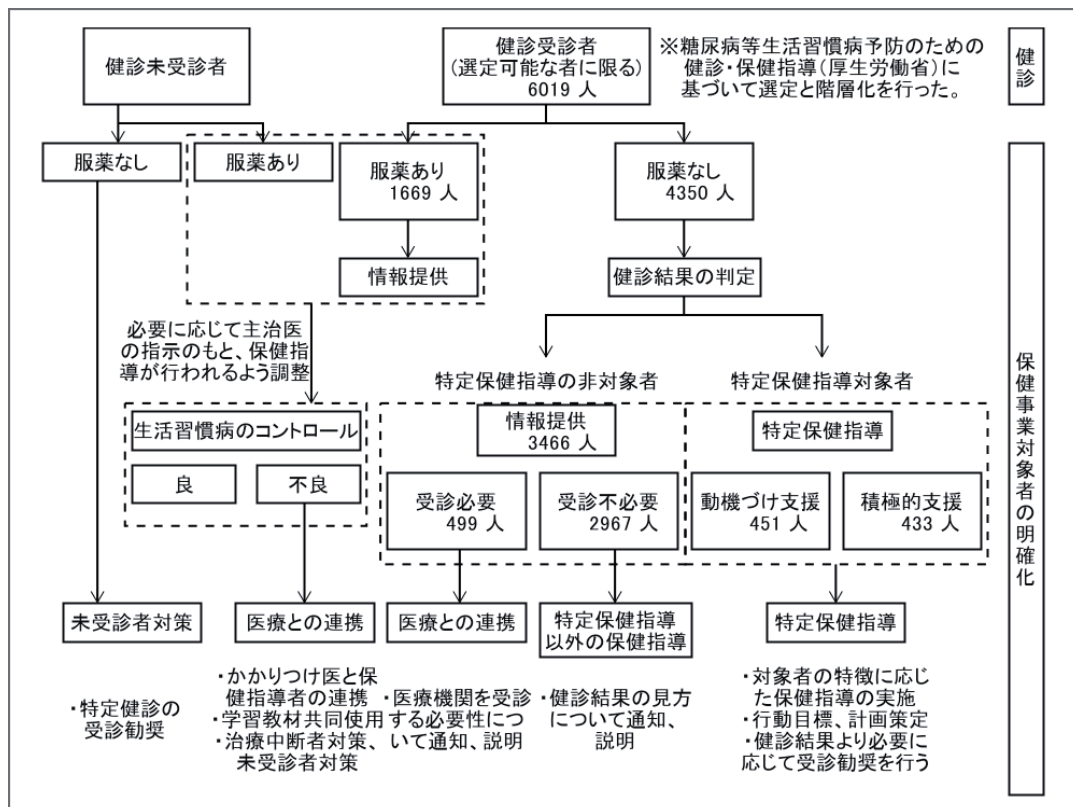 健診未受診者
健診受診者
(選定可能な者に限る)
6019 人
※糖尿病等生活習慣病予防のための
健診・保健指導(厚生労働省)に
基づいて選定と階層化を行った。
健診
服薬なし
服薬あり
服薬あり
1669 人
服薬なし
4350 人
情報提供
健診結果の判定
必要に応じて主治医
の指示のもと、保健指
導が行われるよう調整
特定保健指導の非対象者
特定保健指導対象者
生活習慣病のコントロール
良
不良
情報提供
3466 人
特定保健指導
受診必要
499 人
受診不必要
2967 人
動機づけ支援
451 人
積極的支援
433 人
保健事業対象者の明確化
未受診者対策
医療との連携
医療との連携
特定保健指導
以外の保健指導
特定保健指導
・特定健診の
受診勧奨
・かかりつけ医と保
健指導者の連携
・学習教材共同使用
・治療中断者対策、
未受診者対策
・医療機関を受診
する必要性につ
いて通知、説明
・健診結果の見方
について通知、
説明
・対象者の特徴に応じ
た保健指導の実施
・行動目標、計画策定
・健診結果より必要に
応じて受診勧奨を行う